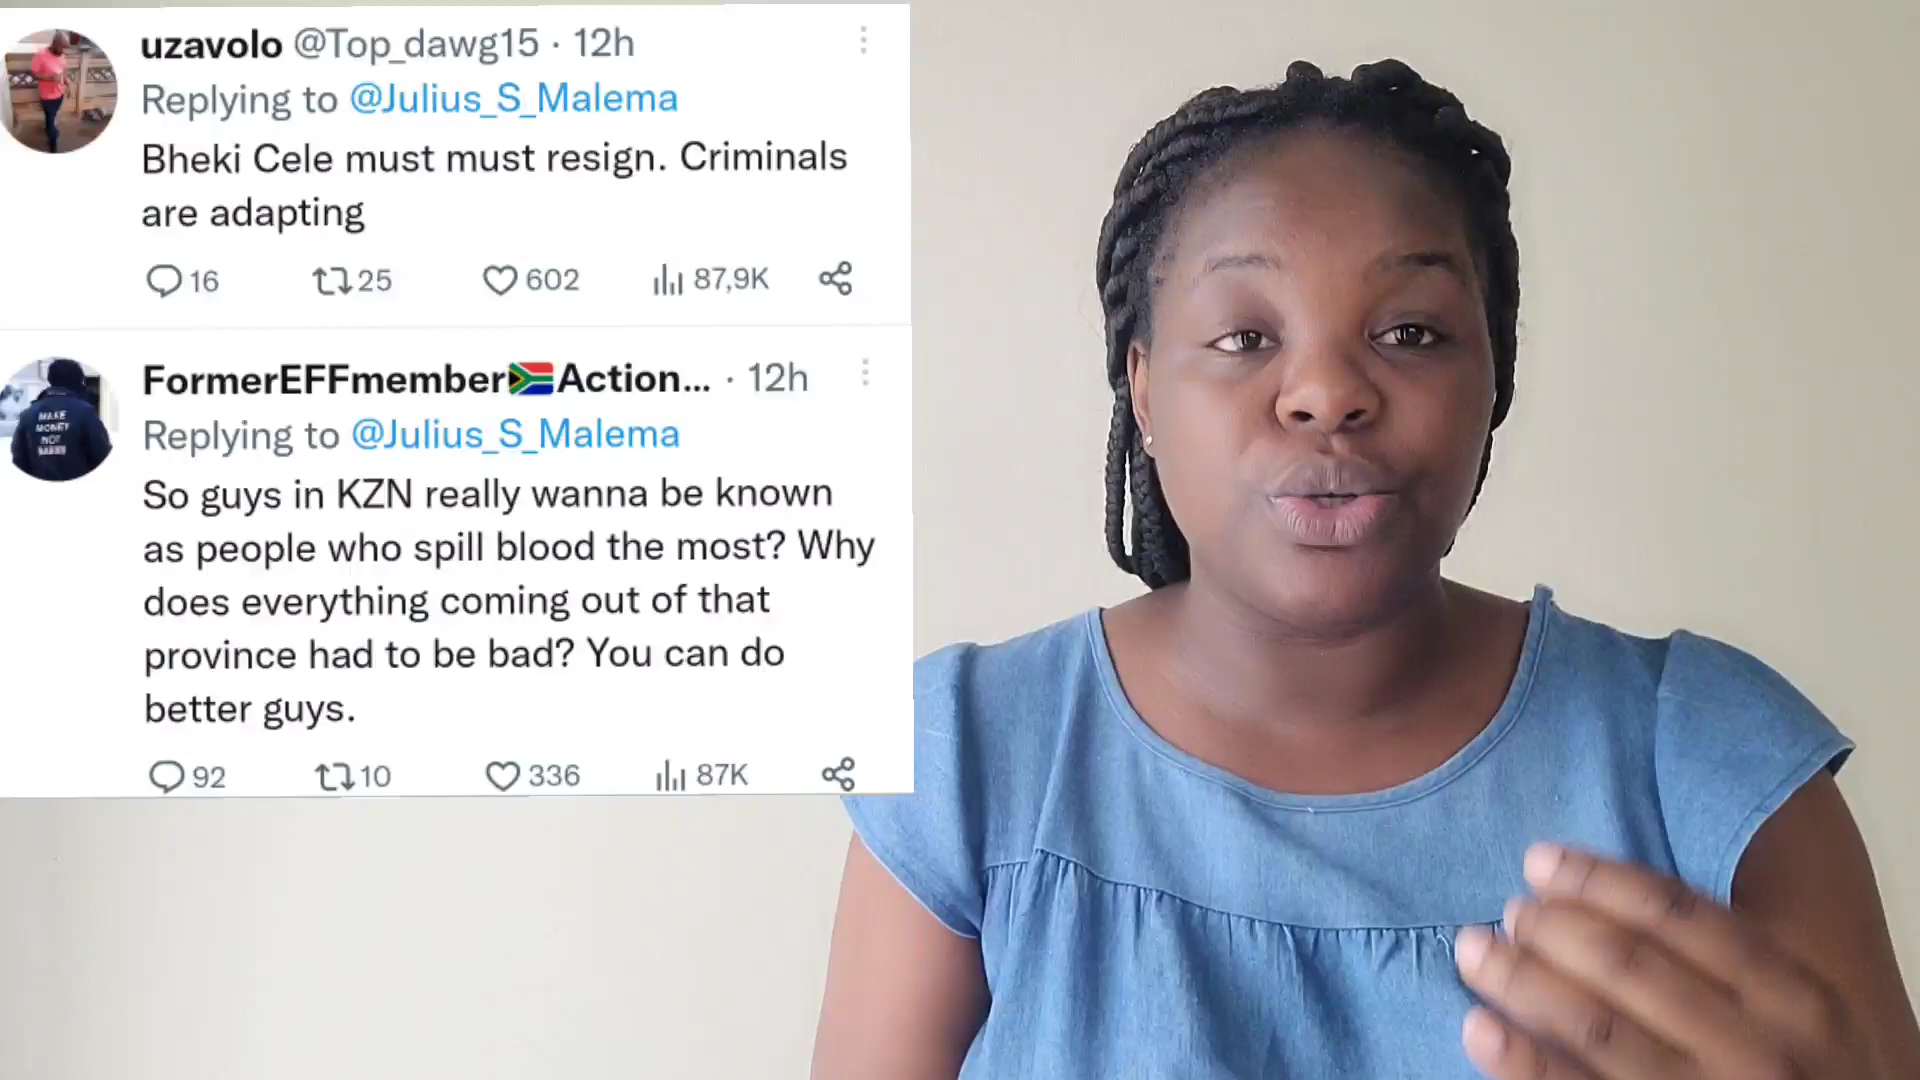 uzavolo @Top_dawg15 · 12h
Replying to @Julius_S_Malema
Bheki Cele must must resign. Criminals
are adapting
16 25 602 87,9K
FormerEFFmember🇿🇦Action... · 12h
Replying to @Julius_S_Malema
MAKE
MONEY
NOT
So guys in KZN really wanna be known
as people who spill blood the most? Why
does everything coming out of that
province had to be bad? You can do
better guys.
92 10 336 87K